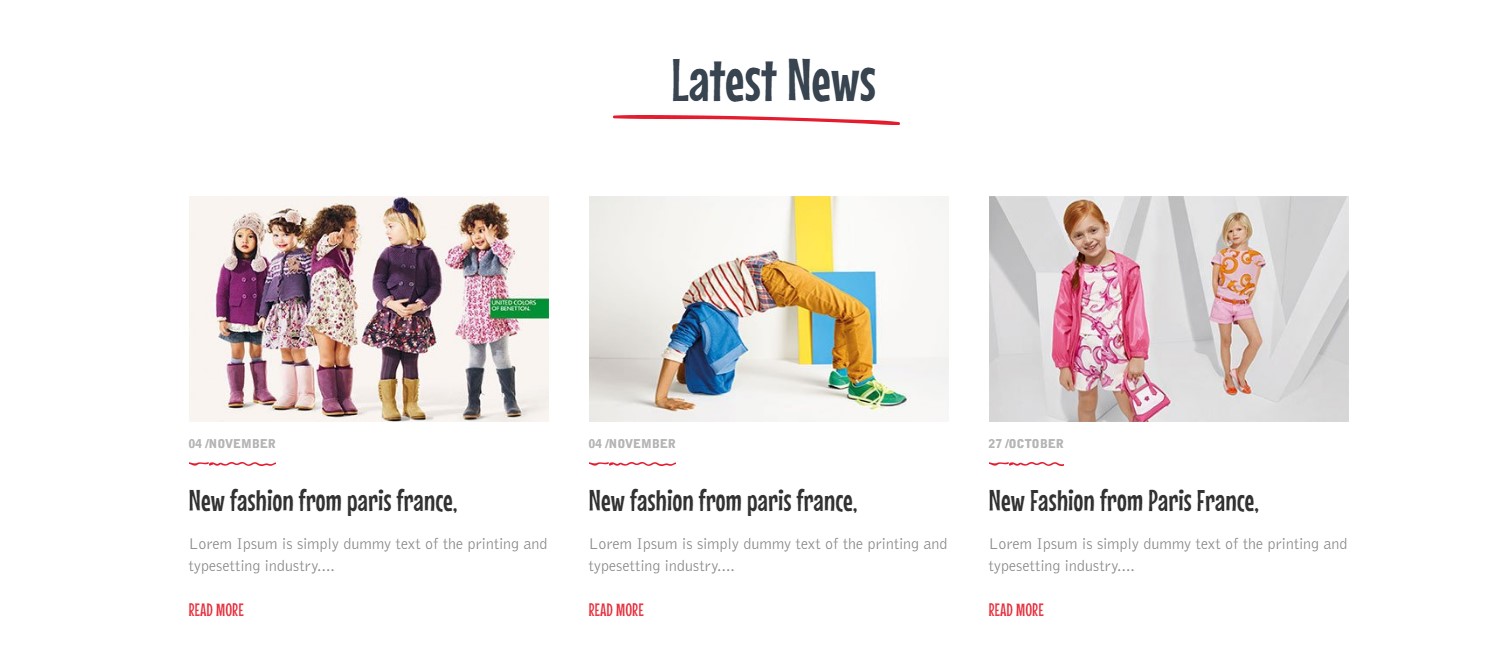 Latest News
UNITED COLORS
OF BENETTON.
04 /NOVEMBER
New fashion from paris france,
Lorem Ipsum is simply dummy text of the printing and
typesetting industry....
READ MORE
04 /NOVEMBER
New fashion from paris france,
Lorem Ipsum is simply dummy text of the printing and
typesetting industry....
READ MORE
27 /OCTOBER
New Fashion from Paris France,
Lorem Ipsum is simply dummy text of the printing and
typesetting industry....
READ MORE